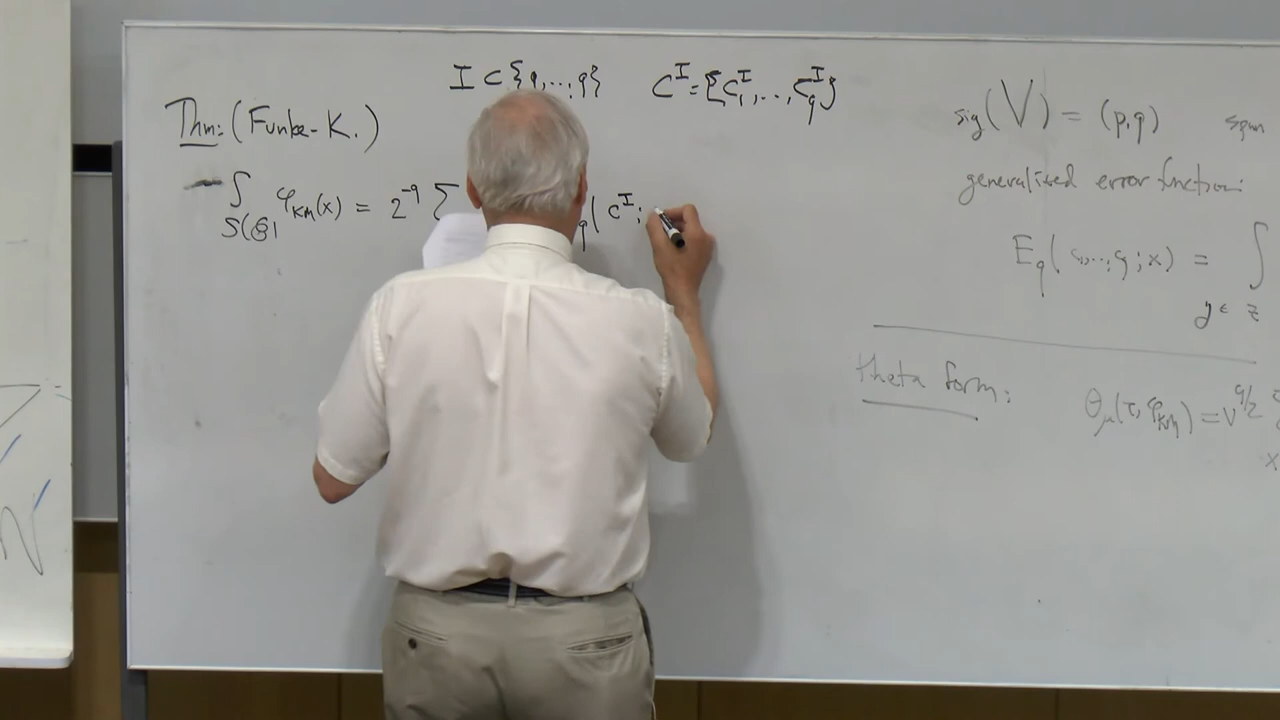 I ⊂ {1,...,q} C^I = {C_1^I,...,C_q^I}
Thm: (Funke-K.)
∫_{S(C)} φ_KM(x) = 2^{-q} Σ q(C^I;
sig(V) = (p,q) span
generalized error function:
E_q(c_1,...,c_q;x) = ∫
y ∈ z
theta form:
θ_μ(τ,φ_KM) = v^{q/2}
x